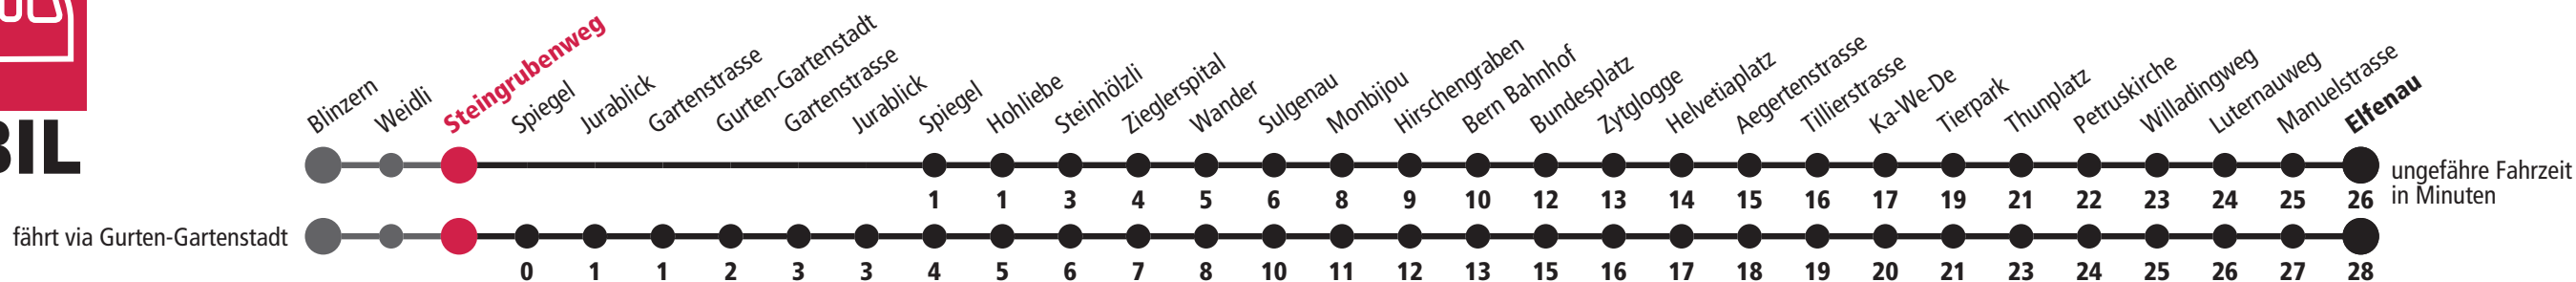 BIL
Blinzern
Weidli
Steingrubenweg
Spiegel
Jurablick
Gartenstrasse
Gurten-Gartenstadt
Gartenstrasse
Jurablick
Spiegel
Hohliebe
Steinhölzli
Zieglerspital
Wander
Sulgenau
Monbijou
Hirschengraben
Bern Bahnhof
Bundesplatz
Zytglogge
Helvetiaplatz
Aegertenstrasse
Tillierstrasse
Ka-We-De
Tierpark
Thunplatz
Petruskirche
Willadingweg
Luternauweg
Manuelstrasse
Elfenau
ungefähre Fahrzeit
in Minuten
1 1 3 4 5 6 8 9 10 12 13 14 15 16 17 19 21 22 23 24 25 26
fährt via Gurten-Gartenstadt
0 1 1 2 3 3 4 5 6 7 8 10 11 12 13 15 16 17 18 19 20 21 23 24 25 26 27 28